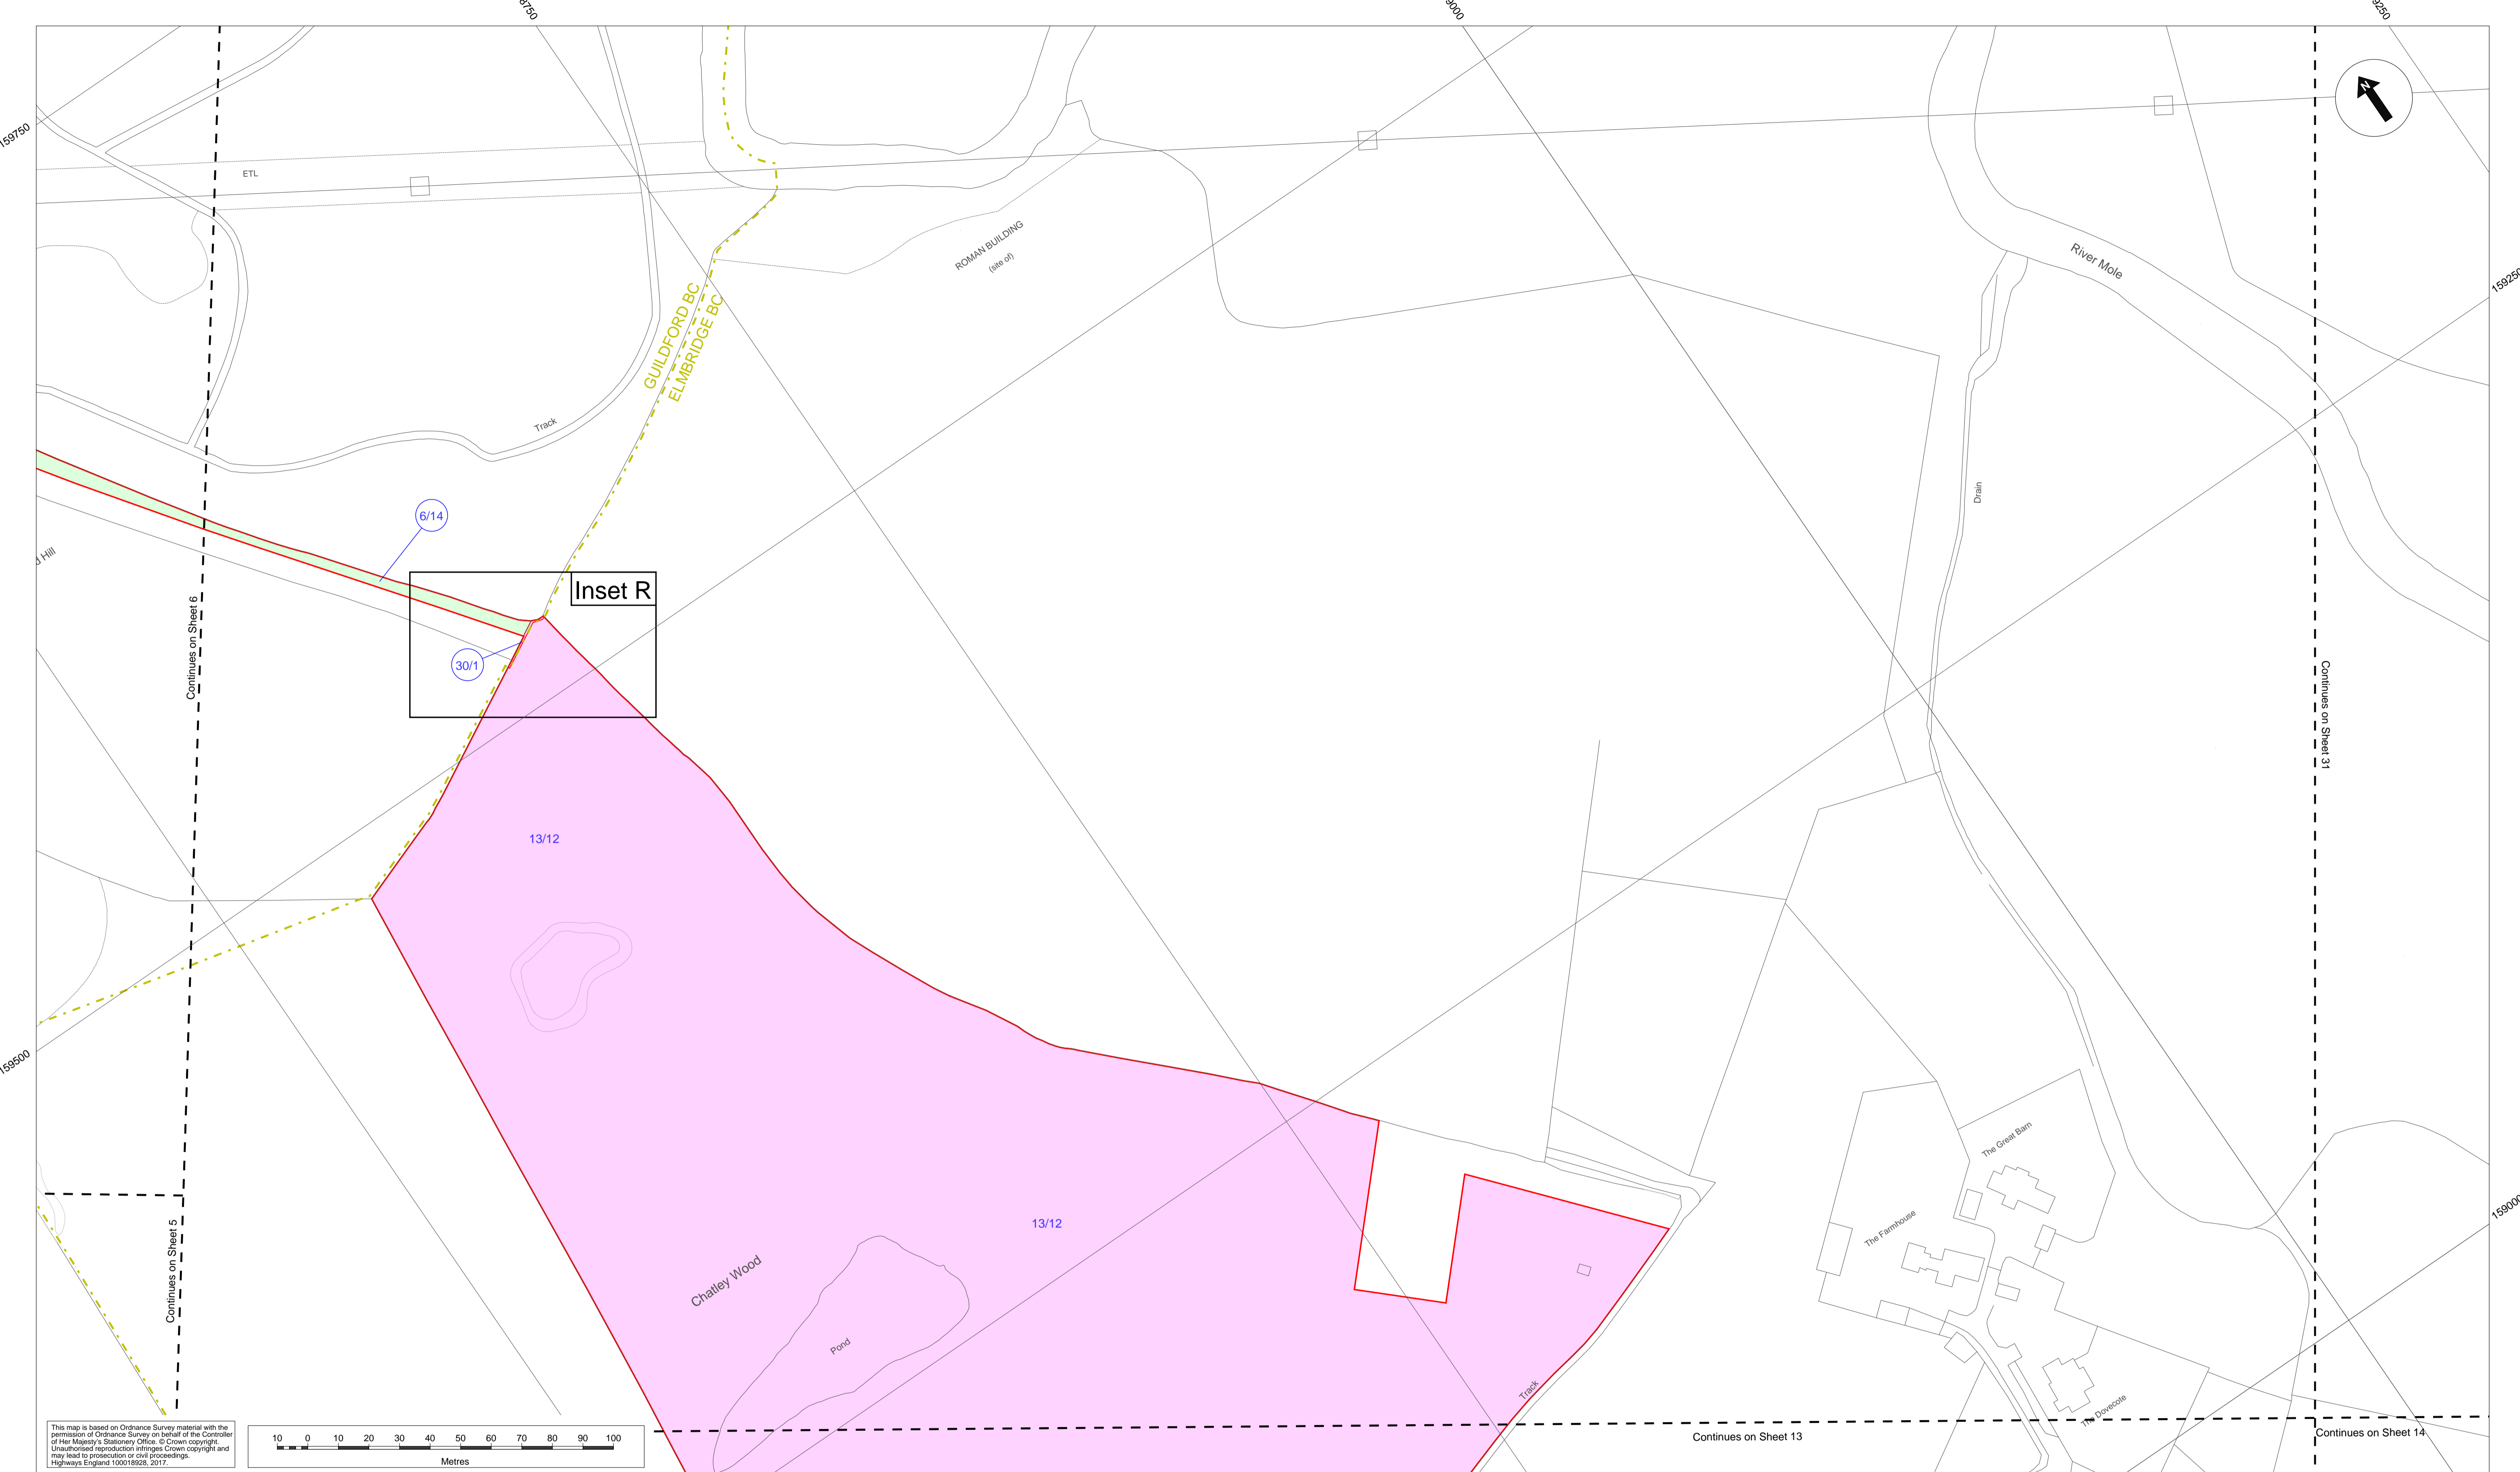 8750
9000
9250
N
159750
ETL
ROMAN BUILDING
(site of)
River Mole
159250
GUILDFORD BC
ELMBRIDGE BC
Track
Drain
6/14
d Hill
Inset R
Continues on Sheet 6
30/1
Continues on Sheet 31
13/12
159500
The Great Barn
159000
13/12
The Farmhouse
Continues on Sheet 5
Chatley Wood
Pond
Track
The Dovecote
This map is based on Ordnance Survey material with the
permission of Ordnance Survey on behalf of the Controller
of Her Majesty's Stationery Office. © Crown copyright.
Unauthorised reproduction infringes Crown copyright and
may lead to prosecution or civil proceedings.
Highways England 100018928, 2017.
10 0 10 20 30 40 50 60 70 80 90 100
Metres
Continues on Sheet 13
Continues on Sheet 14